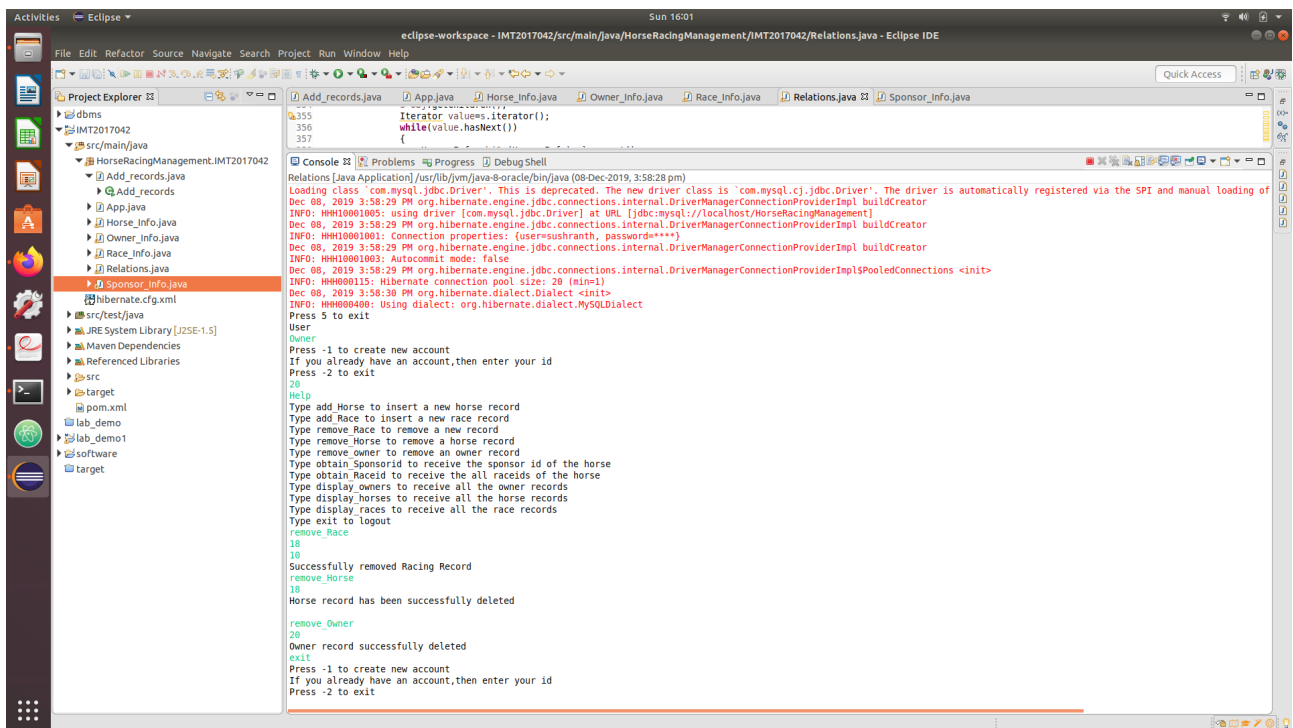 Activities Eclipse Sun 16:01
eclipse-workspace - IMT2017042/src/main/java/HorseRacingManagement/IMT2017042/Relations.java - Eclipse IDE
File Edit Refactor Source Navigate Search Project Run Window Help
Quick Access
Project Explorer
dbms
IMT2017042
src/main/java
HorseRacingManagement.IMT2017042
Add_records.java
Add_records
App.java
Horse_Info.java
Owner_Info.java
Race_Info.java
Relations.java
Sponsor_Info.java
hibernate.cfg.xml
src/test/java
JRE System Library [J2SE-1.5]
Maven Dependencies
Referenced Libraries
src
target
pom.xml
lab_demo
lab_demo1
software
target
Add_records.java App.java Horse_Info.java Owner_Info.java Race_Info.java Relations.java Sponsor_Info.java
355 Iterator value=s.iterator();
356 while(value.hasNext())
357 {
Console Problems Progress Debug Shell
Relations [Java Application] /usr/lib/jvm/java-8-oracle/bin/java (08-Dec-2019, 3:58:28 pm)
Loading class `com.mysql.jdbc.Driver'. This is deprecated. The new driver class is `com.mysql.cj.jdbc.Driver'. The driver is automatically registered via the SPI and manual loading of
Dec 08, 2019 3:58:29 PM org.hibernate.engine.jdbc.connections.internal.DriverManagerConnectionProviderImpl buildCreator
INFO: HHH10001005: using driver [com.mysql.jdbc.Driver] at URL [jdbc:mysql://localhost/HorseRacingManagement]
Dec 08, 2019 3:58:29 PM org.hibernate.engine.jdbc.connections.internal.DriverManagerConnectionProviderImpl buildCreator
INFO: HHH10001001: Connection properties: {user=sushranth, password=****}
Dec 08, 2019 3:58:29 PM org.hibernate.engine.jdbc.connections.internal.DriverManagerConnectionProviderImpl buildCreator
INFO: HHH10001003: Autocommit mode: false
Dec 08, 2019 3:58:29 PM org.hibernate.engine.jdbc.connections.internal.DriverManagerConnectionProviderImpl$PooledConnections <init>
INFO: HHH000115: Hibernate connection pool size: 20 (min=1)
Dec 08, 2019 3:58:30 PM org.hibernate.dialect.Dialect <init>
INFO: HHH000400: Using dialect: org.hibernate.dialect.MySQLDialect
Press 5 to exit
User
Owner
Press -1 to create new account
If you already have an account,then enter your id
Press -2 to exit
20
Help
Type add_Horse to insert a new horse record
Type add_Race to insert a new race record
Type remove_Race to remove a new record
Type remove_Horse to remove a horse record
Type remove_owner to remove an owner record
Type obtain_Sponsorid to receive the sponsor id of the horse
Type obtain_Raceid to receive the all raceids of the horse
Type display_owners to receive all the owner records
Type display_horses to receive all the horse records
Type display_races to receive all the race records
Type exit to logout
remove_Race
18
10
Successfully removed Racing Record
remove_Horse
18
Horse record has been successfully deleted
remove_Owner
20
Owner record successfully deleted
exit
Press -1 to create new account
If you already have an account,then enter your id
Press -2 to exit